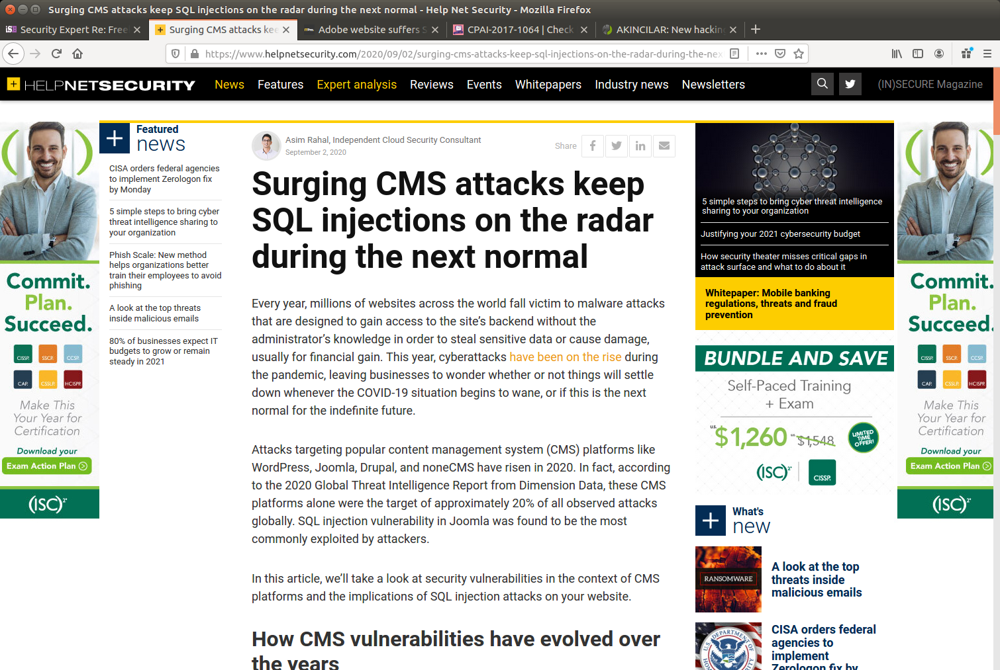 Surging CMS attacks keep SQL injections on the radar during the next normal - Help Net Security - Mozilla Firefox
iSB Security Expert Re: Free
Surging CMS attacks kee
ITPro. Adobe website suffers S
CPAI-2017-1064 | Check
AKINCILAR: New hackin
https://www.helpnetsecurity.com/2020/09/02/surging-cms-attacks-keep-sql-injections-on-the-radar-during-the-nex
HELPNETSECURITY
News Features Expert analysis Reviews Events Whitepapers Industry news Newsletters
(IN)SECURE Magazine
Commit.
Plan.
Succeed.
CISSP. SSCP. CCSP.
CAP. CSSLP. HCISPP.
Make This
Your Year for
Certification
Download your
Exam Action Plan
(ISC)²
Featured
news
CISA orders federal agencies
to implement Zerologon fix
by Monday
5 simple steps to bring cyber
threat intelligence sharing to
your organization
Phish Scale: New method
helps organizations better
train their employees to avoid
phishing
A look at the top threats
inside malicious emails
80% of businesses expect IT
budgets to grow or remain
steady in 2021
Asim Rahal, Independent Cloud Security Consultant
September 2, 2020
Share
Surging CMS attacks keep
SQL injections on the radar
during the next normal
Every year, millions of websites across the world fall victim to malware attacks
that are designed to gain access to the site’s backend without the
administrator’s knowledge in order to steal sensitive data or cause damage,
usually for financial gain. This year, cyberattacks have been on the rise during
the pandemic, leaving businesses to wonder whether or not things will settle
down whenever the COVID-19 situation begins to wane, or if this is the next
normal for the indefinite future.
Attacks targeting popular content management system (CMS) platforms like
WordPress, Joomla, Drupal, and noneCMS have risen in 2020. In fact, according
to the 2020 Global Threat Intelligence Report from Dimension Data, these CMS
platforms alone were the target of approximately 20% of all observed attacks
globally. SQL injection vulnerability in Joomla was found to be the most
commonly exploited by attackers.
In this article, we’ll take a look at security vulnerabilities in the context of CMS
platforms and the implications of SQL injection attacks on your website.
How CMS vulnerabilities have evolved over
the years
5 simple steps to bring cyber threat intelligence
sharing to your organization
Justifying your 2021 cybersecurity budget
How security theater misses critical gaps in
attack surface and what to do about it
Whitepaper: Mobile banking
regulations, threats and fraud
prevention
BUNDLE AND SAVE
Self-Paced Training
+ Exam
U.S. $1,260 U.S. $1,548
LIMITED
TIME
OFFER!
(ISC)² CISSP.
What's
new
RANSOMWARE
A look at the top
threats inside
malicious emails
U.S. DEPARTMENT
CISA orders federal
agencies to
implement
Zerologon fix by
Commit.
Plan.
Succeed.
CISSP. SSCP. CCSP.
CAP. CSSLP. HCISPP.
Make This
Your Year for
Certification
Download your
Exam Action Plan
(ISC)²